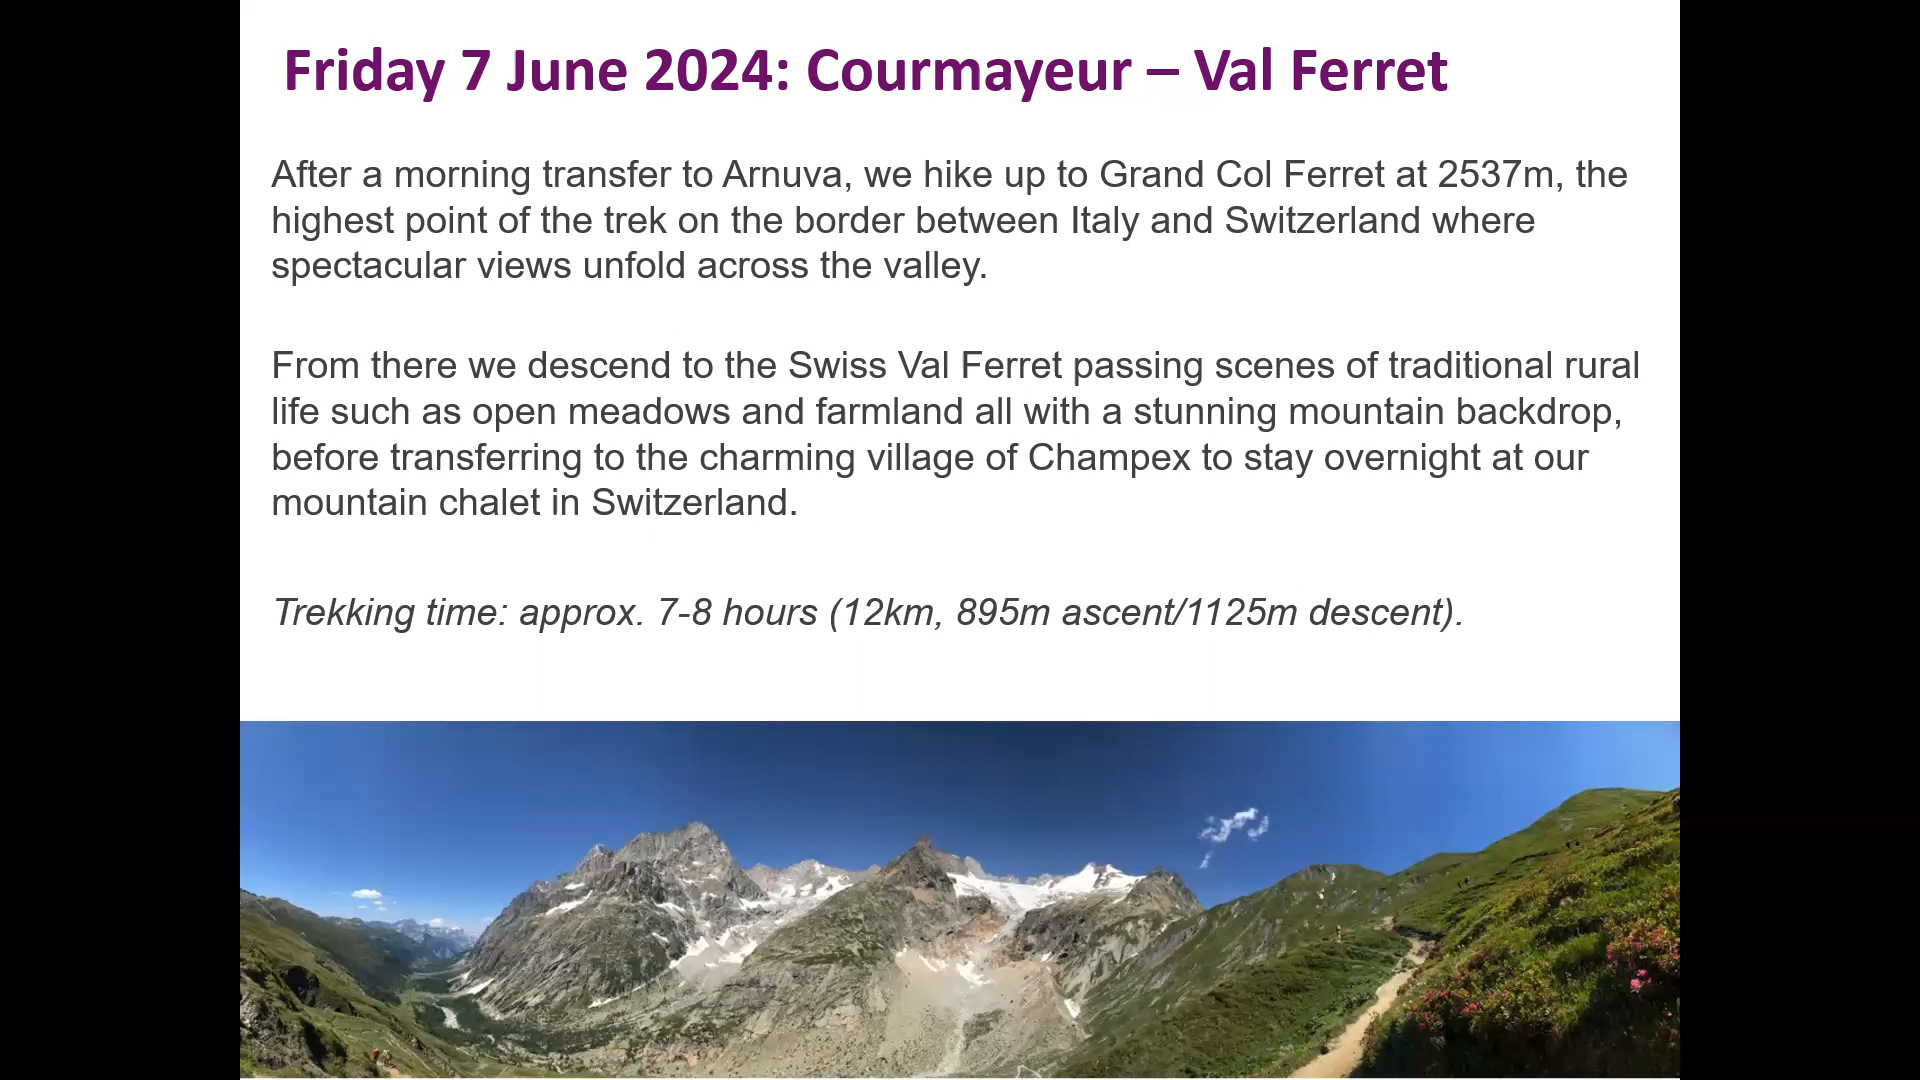 Friday 7 June 2024: Courmayeur – Val Ferret
After a morning transfer to Arnuva, we hike up to Grand Col Ferret at 2537m, the
highest point of the trek on the border between Italy and Switzerland where
spectacular views unfold across the valley.
From there we descend to the Swiss Val Ferret passing scenes of traditional rural
life such as open meadows and farmland all with a stunning mountain backdrop,
before transferring to the charming village of Champex to stay overnight at our
mountain chalet in Switzerland.
Trekking time: approx. 7-8 hours (12km, 895m ascent/1125m descent).